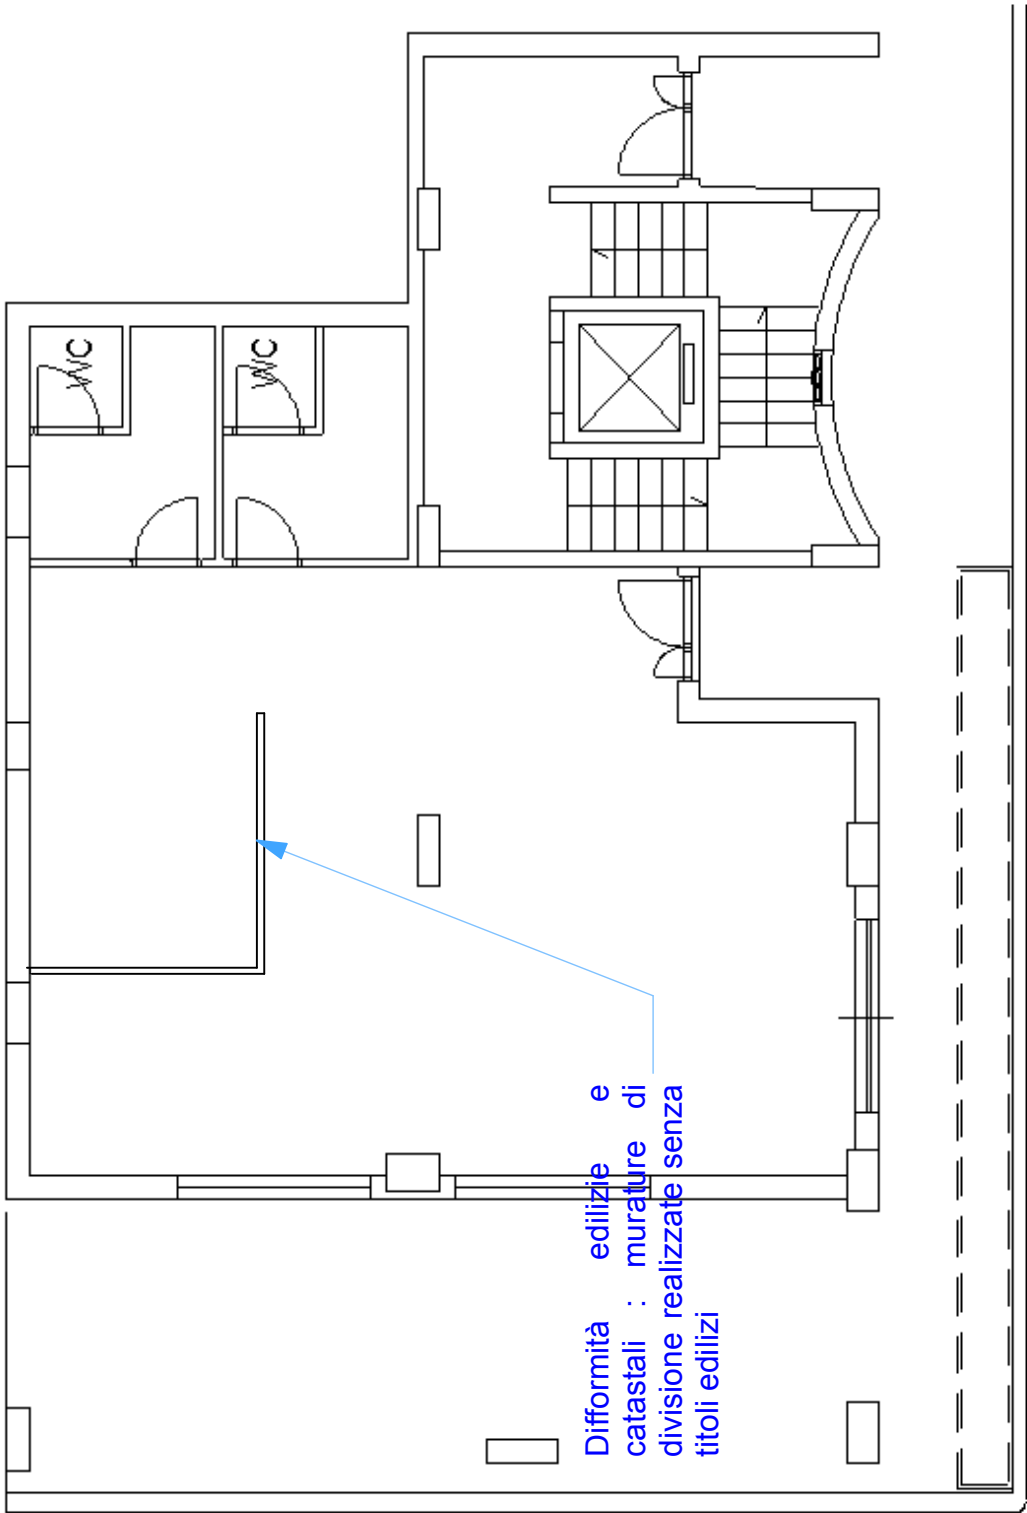 WC
WC
Difformità edilizie e
catastali : murature di
divisione realizzate senza
titoli edilizi